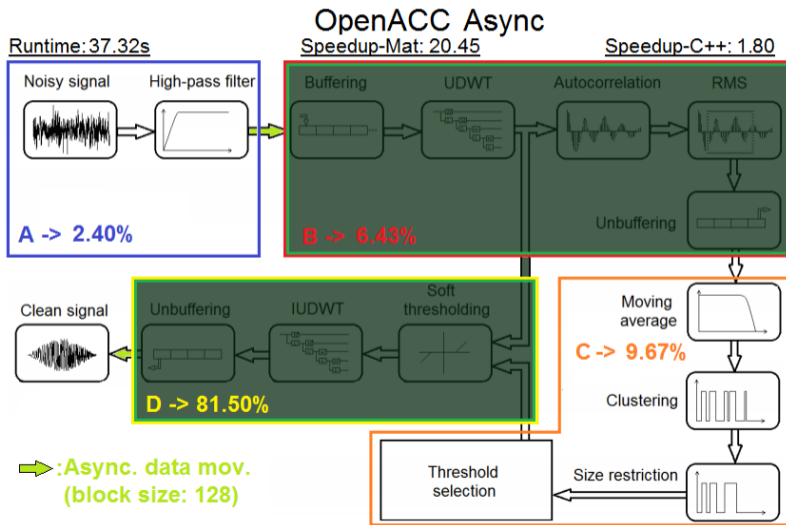 OpenACC Async
Runtime: 37.32s
Speedup-Mat: 20.45
Speedup-C++: 1.80
Noisy signal
High-pass filter
Buffering
UDWT
Autocorrelation
RMS
A -> 2.40%
B -> 6.43%
Unbuffering
Clean signal
Unbuffering
IUDWT
Soft
thresholding
Moving
average
C -> 9.67%
D -> 81.50%
Clustering
:Async. data mov.
(block size: 128)
Threshold
selection
Size restriction